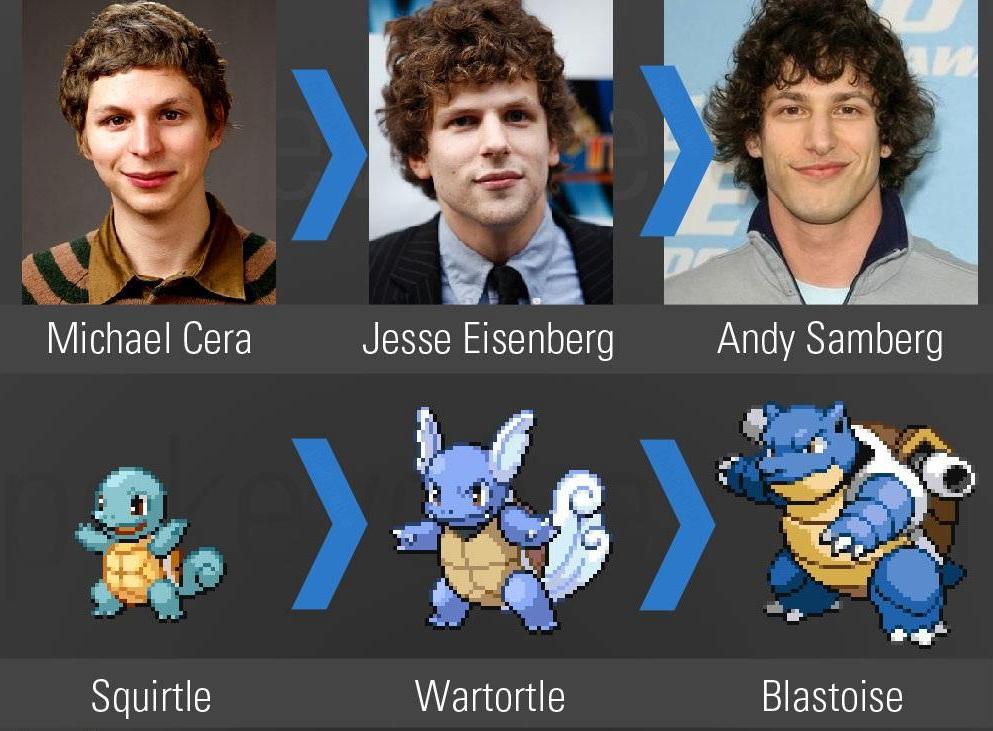 Michael Cera
Jesse Eisenberg
Andy Samberg
Squirtle
Wartortle
Blastoise